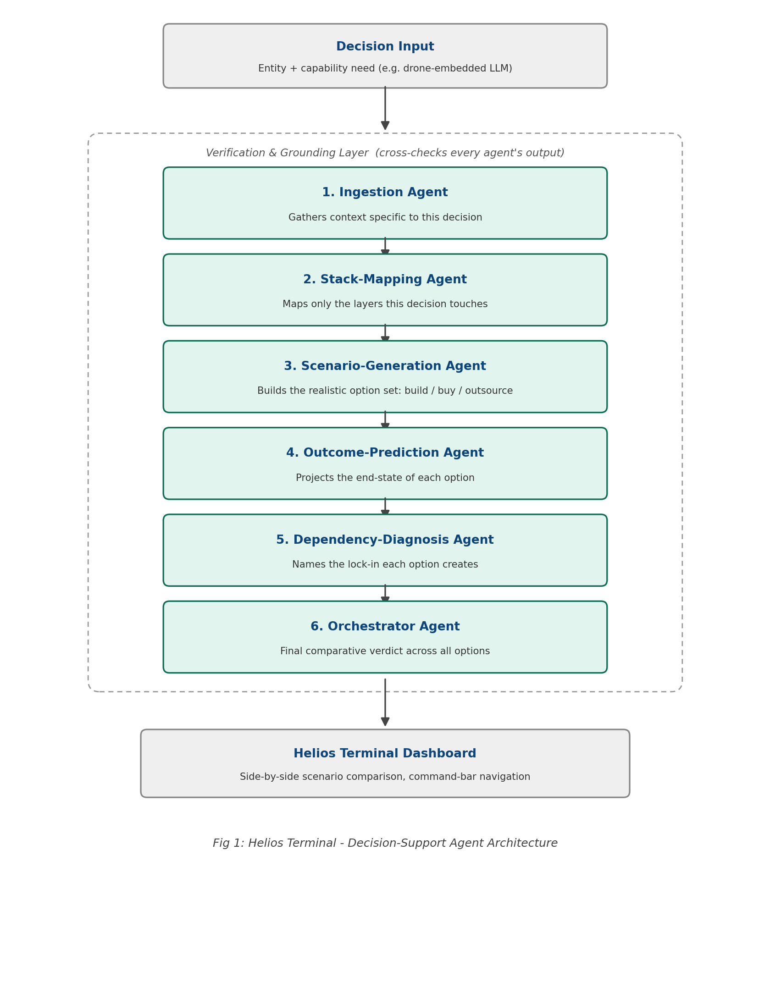 Decision Input
Entity + capability need (e.g. drone-embedded LLM)
Verification & Grounding Layer  (cross-checks every agent's output)
1. Ingestion Agent
Gathers context specific to this decision
2. Stack-Mapping Agent
Maps only the layers this decision touches
3. Scenario-Generation Agent
Builds the realistic option set: build / buy / outsource
4. Outcome-Prediction Agent
Projects the end-state of each option
5. Dependency-Diagnosis Agent
Names the lock-in each option creates
6. Orchestrator Agent
Final comparative verdict across all options
Helios Terminal Dashboard
Side-by-side scenario comparison, command-bar navigation
Fig 1: Helios Terminal - Decision-Support Agent Architecture